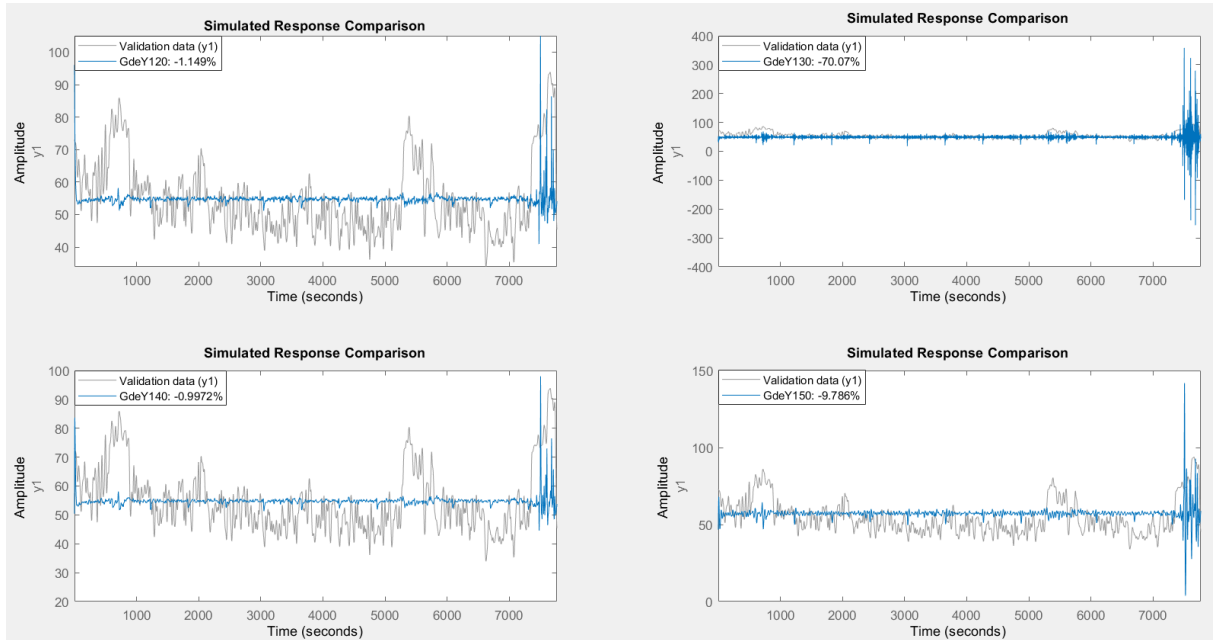 Simulated Response Comparison
Validation data (y1)
GdeY120: -1.149%
Amplitude
y1
100
90
80
70
60
50
40
1000 2000 3000 4000 5000 6000 7000
Time (seconds)
Simulated Response Comparison
Validation data (y1)
GdeY130: -70.07%
Amplitude
y1
400
300
200
100
0
-100
-200
-300
-400
1000 2000 3000 4000 5000 6000 7000
Time (seconds)
Simulated Response Comparison
Validation data (y1)
GdeY140: -0.9972%
Amplitude
y1
100
90
80
70
60
50
40
30
20
1000 2000 3000 4000 5000 6000 7000
Time (seconds)
Simulated Response Comparison
Validation data (y1)
GdeY150: -9.786%
Amplitude
y1
150
100
50
0
1000 2000 3000 4000 5000 6000 7000
Time (seconds)